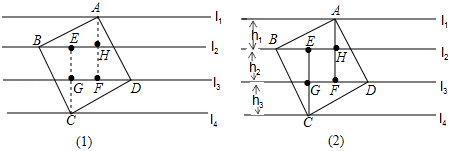 A l₁
B E H l₂
G F D l₃
C l₄
(1)
A l₁
h₁
B E H l₂
h₂
G F D l₃
h₃
C l₄
(2)